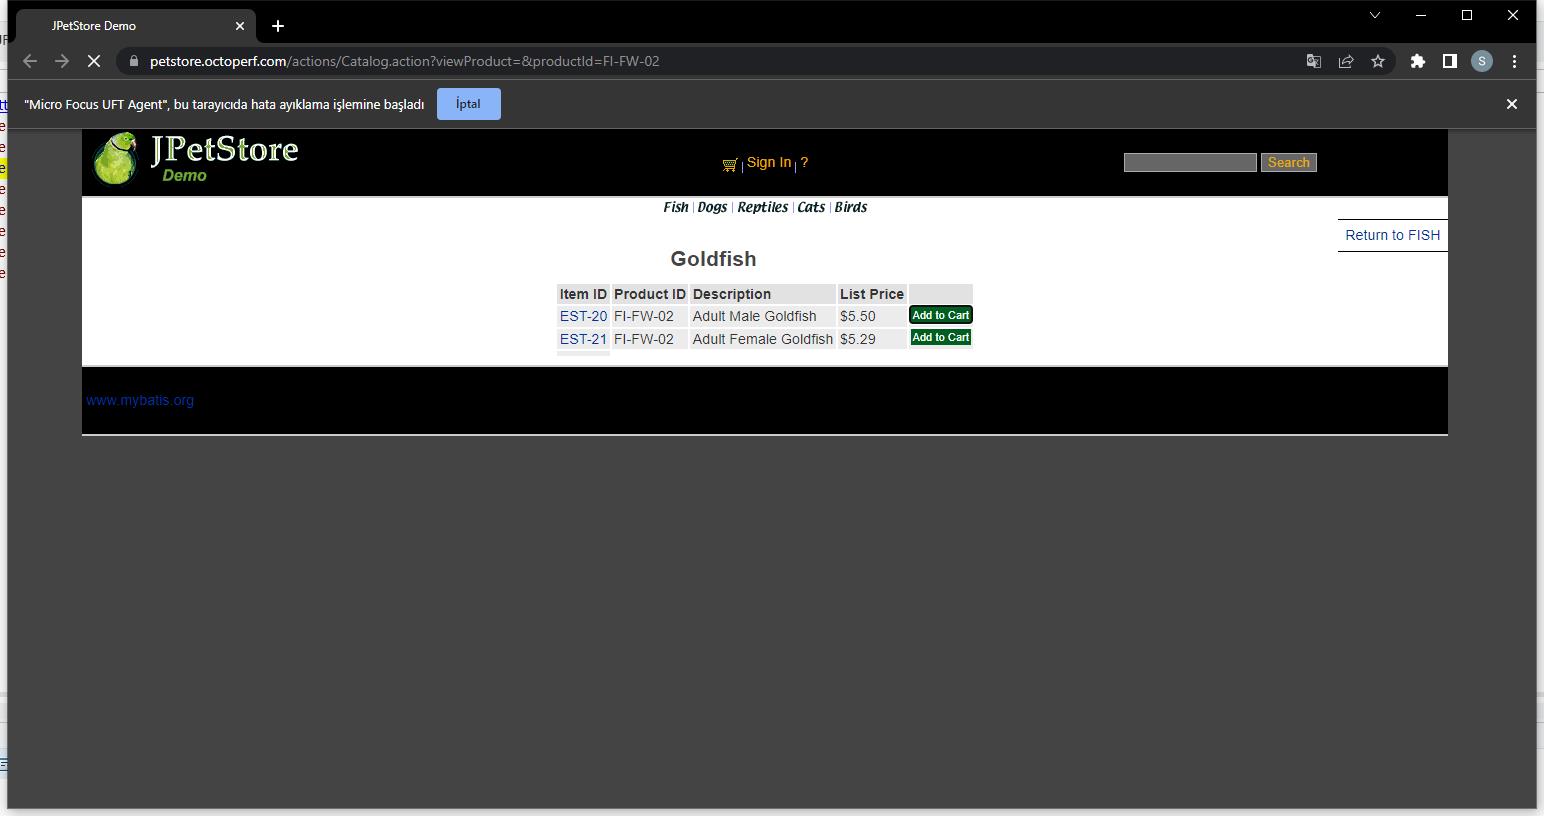 JPetStore Demo
petstore.octoperf.com/actions/Catalog.action?viewProduct=&productId=FI-FW-02
S
"Micro Focus UFT Agent", bu tarayıcıda hata ayıklama işlemine başladı
İptal
JPetStore
Demo
Sign In
?
Search
Fish | Dogs | Reptiles | Cats | Birds
Return to FISH
Goldfish
Item ID Product ID Description List Price
EST-20 FI-FW-02 Adult Male Goldfish $5.50 Add to Cart
EST-21 FI-FW-02 Adult Female Goldfish $5.29 Add to Cart
www.mybatis.org